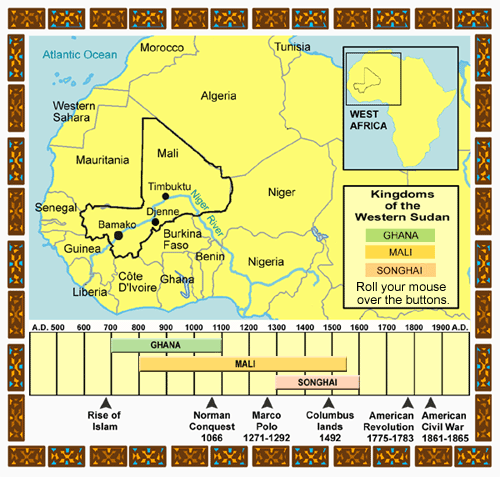 Atlantic Ocean
Morocco
Tunisia
Algeria
Western
Sahara
WEST
AFRICA
Mauritania
Mali
Timbuktu
Niger
Niger River
Djenne
Senegal
Bamako
Burkina
Faso
Guinea
Benin
Nigeria
Côte
D'Ivoire
Ghana
Liberia
Kingdoms
of the
Western Sudan
GHANA
MALI
SONGHAI
Roll your mouse
over the buttons.
A.D. 500 600 700 800 900 1000 1100 1200 1300 1400 1500 1600 1700 1800 1900 A.D.
GHANA
MALI
SONGHAI
Rise of
Islam
Norman
Conquest
1066
Marco
Polo
1271-1292
Columbus
lands
1492
American
Revolution
1775-1783
American
Civil War
1861-1865